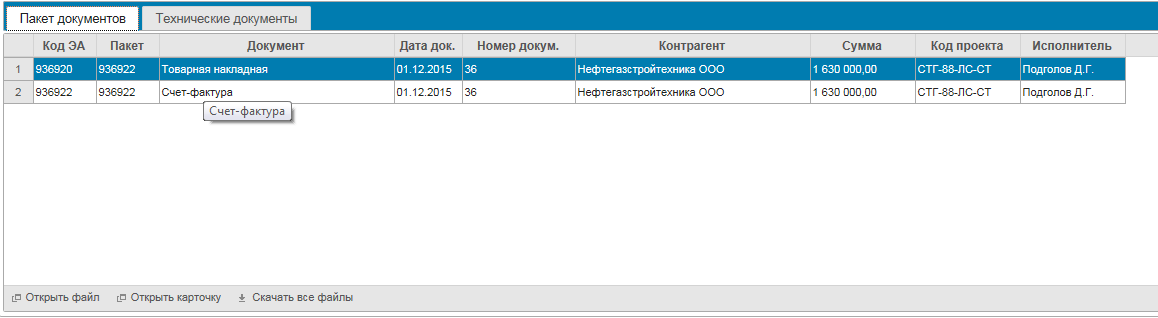 Пакет документов Технические документы
Код ЭА Пакет Документ Дата док. Номер докум. Контрагент Сумма Код проекта Исполнитель
1 936920 936922 Товарная накладная 01.12.2015 36 Нефтегазстройтехника ООО 1 630 000,00 СТГ-88-ЛС-СТ Подголов Д.Г.
2 936922 936922 Счет-фактура 01.12.2015 36 Нефтегазстройтехника ООО 1 630 000,00 СТГ-88-ЛС-СТ Подголов Д.Г.
Счет-фактура
Открыть файл Открыть карточку Скачать все файлы